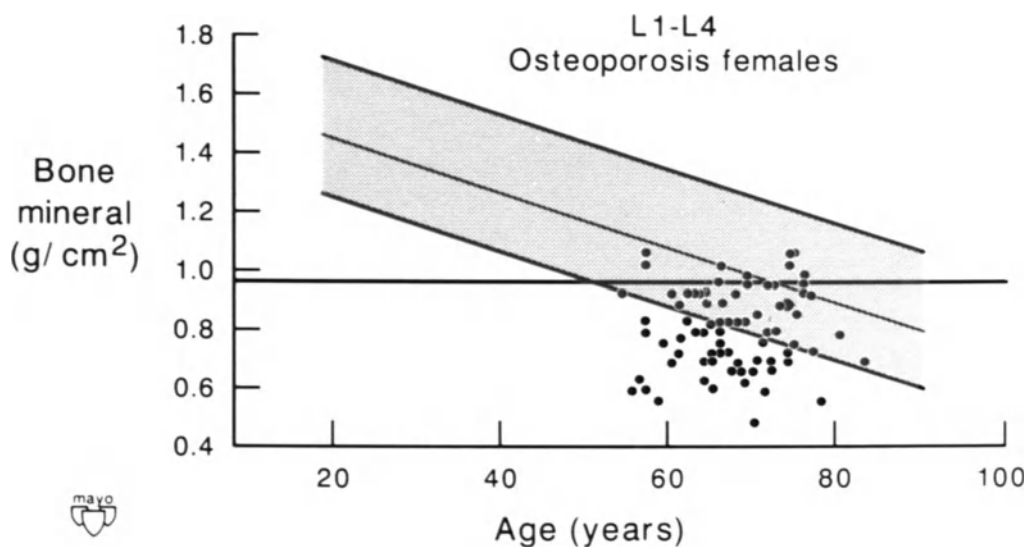 L1-L4
Osteoporosis females
1.8
1.6
1.4
1.2
1.0
0.8
0.6
0.4
Bone
mineral
(g/cm²)
20
40
60
80
100
Age (years)
mayo